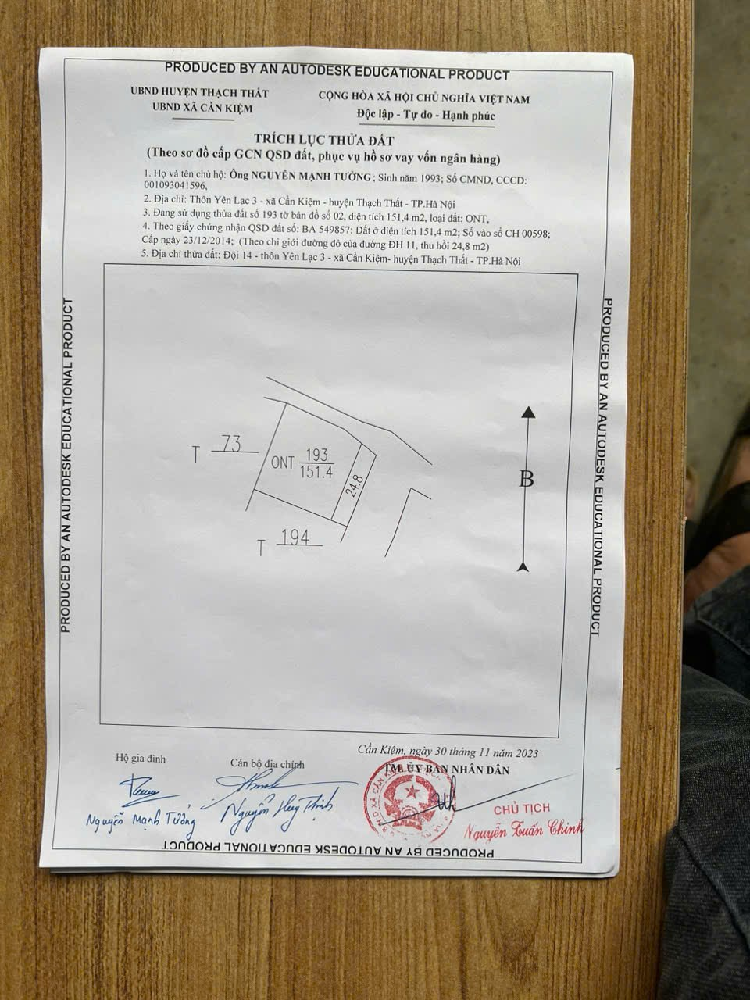 PRODUCED BY AN AUTODESK EDUCATIONAL PRODUCT
UBND HUYỆN THẠCH THẤT
UBND XÃ CẦN KIỆM
CỘNG HÒA XÃ HỘI CHỦ NGHĨA VIỆT NAM
Độc lập - Tự do - Hạnh phúc
TRÍCH LỤC THỬA ĐẤT
(Theo sơ đồ cấp GCN QSD đất, phục vụ hồ sơ vay vốn ngân hàng)
1. Họ và tên chủ hộ: Ông NGUYỄN MẠNH TƯỞNG; Sinh năm 1993; Số CMND, CCCD:
001093041596,
2. Địa chỉ: Thôn Yên Lạc 3 - xã Cần Kiệm - huyện Thạch Thất - TP.Hà Nội
3. Đang sử dụng thửa đất số 193 tờ bản đồ số 02, diện tích 151,4 m2, loại đất: ONT,
4. Theo giấy chứng nhận QSD đất số: BA 549857: Đất ở diện tích 151,4 m2; Số vào sổ CH 00598;
Cấp ngày 23/12/2014; (Theo chỉ giới đường đỏ của đường ĐH 11, thu hồi 24,8 m2)
5. Địa chỉ thửa đất: Đội 14 - thôn Yên Lạc 3 - xã Cần Kiệm- huyện Thạch Thất - TP.Hà Nội
PRODUCED BY AN AUTODESK EDUCATIONAL PRODUCT
PRODUCED BY AN AUTODESK EDUCATIONAL PRODUCT
T 73
ONT 193
151.4
24.8
B
T 194
Cần Kiệm, ngày 30 tháng 11 năm 2023
Hộ gia đình
Cán bộ địa chính
TM. ỦY BAN NHÂN DÂN
CHỦ TỊCH
Nguyễn Mạnh Tưởng
Nguyễn Huy Thịnh
Nguyễn Tuấn Chinh
PRODUCED BY AN AUTODESK EDUCATIONAL PRODUCT